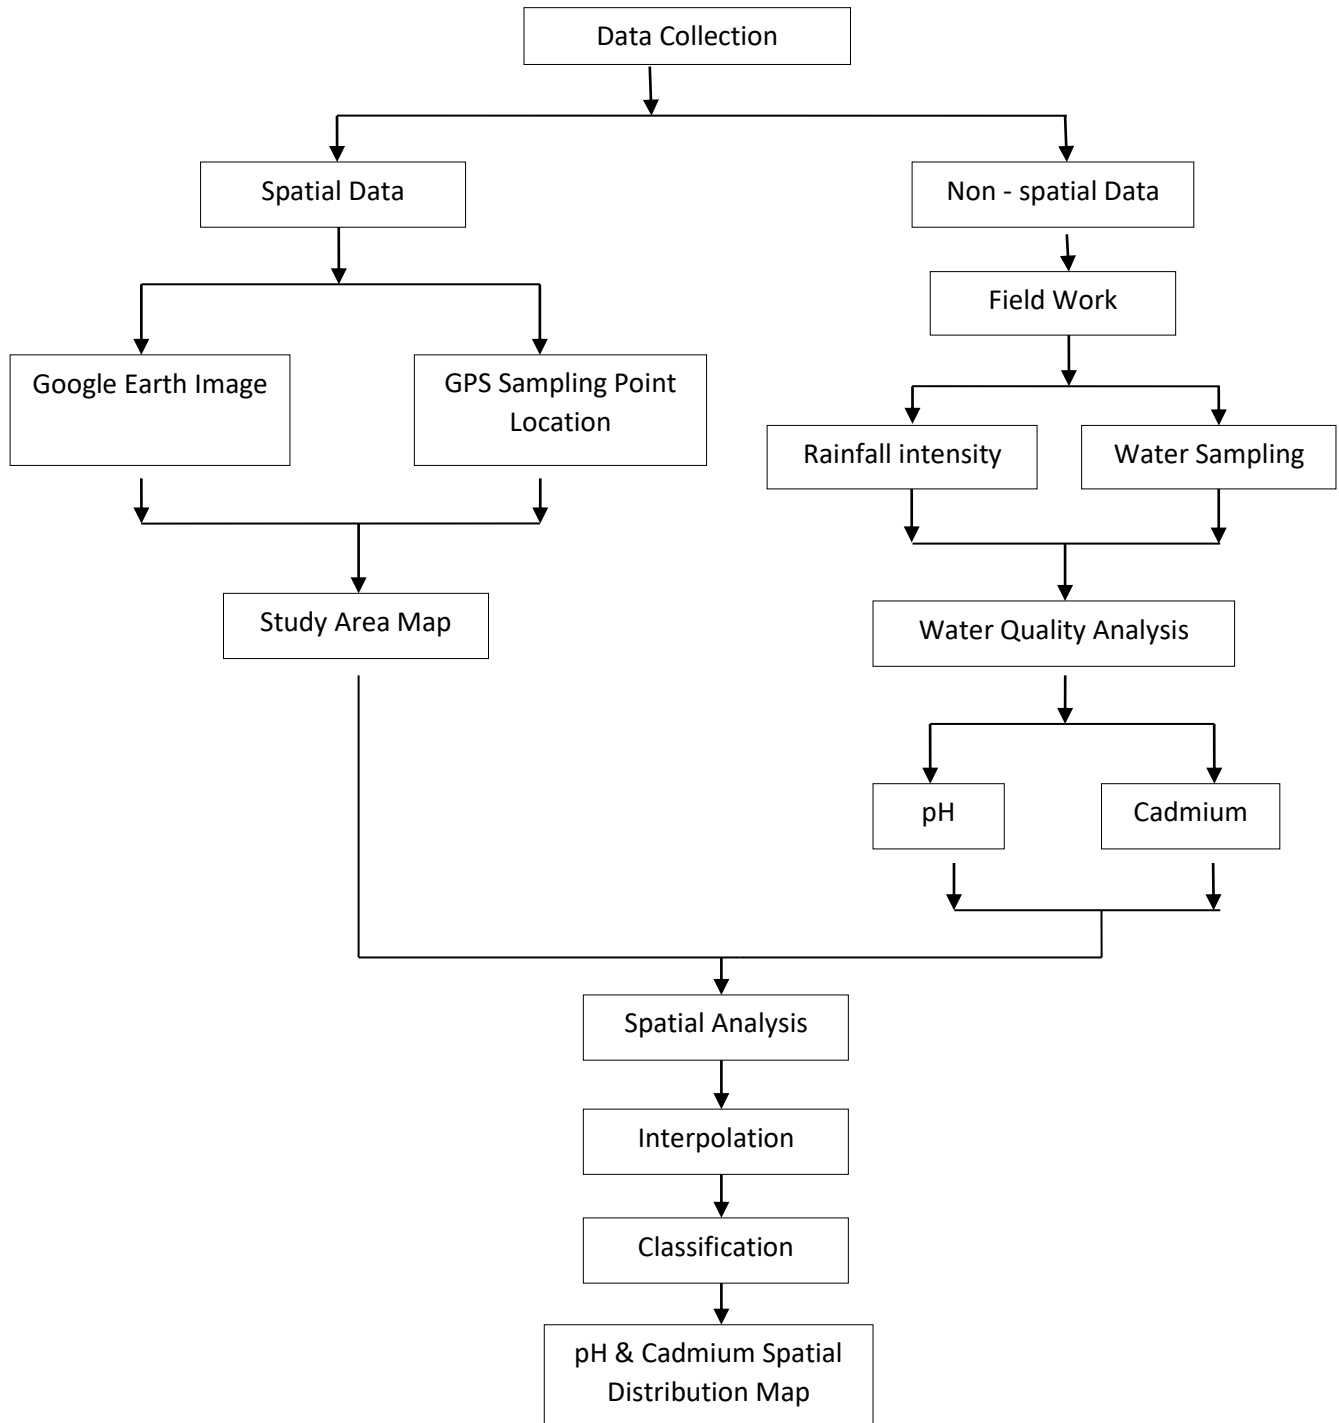 Data Collection
Spatial Data
Non - spatial Data
Field Work
Google Earth Image
GPS Sampling Point
Location
Rainfall intensity
Water Sampling
Study Area Map
Water Quality Analysis
pH
Cadmium
Spatial Analysis
Interpolation
Classification
pH & Cadmium Spatial
Distribution Map